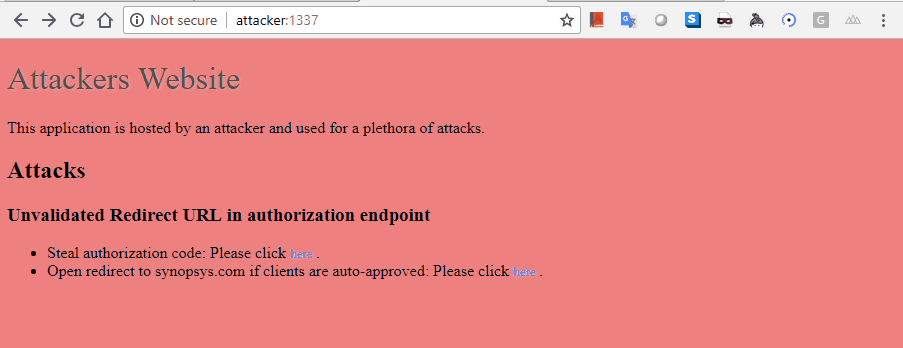 Not secure | attacker:1337
Attackers Website
This application is hosted by an attacker and used for a plethora of attacks.
Attacks
Unvalidated Redirect URL in authorization endpoint
• Steal authorization code: Please click here .
• Open redirect to synopsys.com if clients are auto-approved: Please click here .